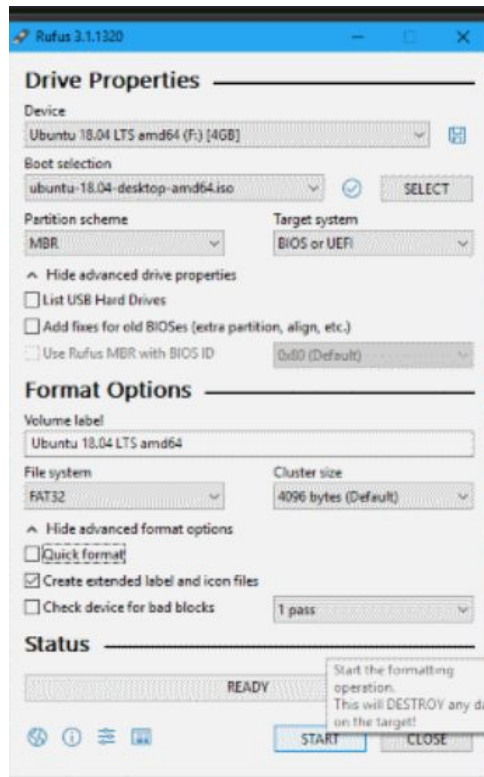 Rufus 3.1.1320
Drive Properties
Device
Ubuntu 18.04 LTS amd64 (F:) [4GB]
Boot selection
ubuntu-18.04-desktop-amd64.iso
SELECT
Partition scheme
Target system
MBR
BIOS or UEFI
Hide advanced drive properties
List USB Hard Drives
Add fixes for old BIOSes (extra partition, align, etc.)
Use Rufus MBR with BIOS ID
0x80 (Default)
Format Options
Volume label
Ubuntu 18.04 LTS amd64
File system
Cluster size
FAT32
4096 bytes (Default)
Hide advanced format options
Quick format
Create extended label and icon files
Check device for bad blocks
1 pass
Status
READY
Start the formatting
operation.
This will DESTROY any da
on the target!
START
CLOSE